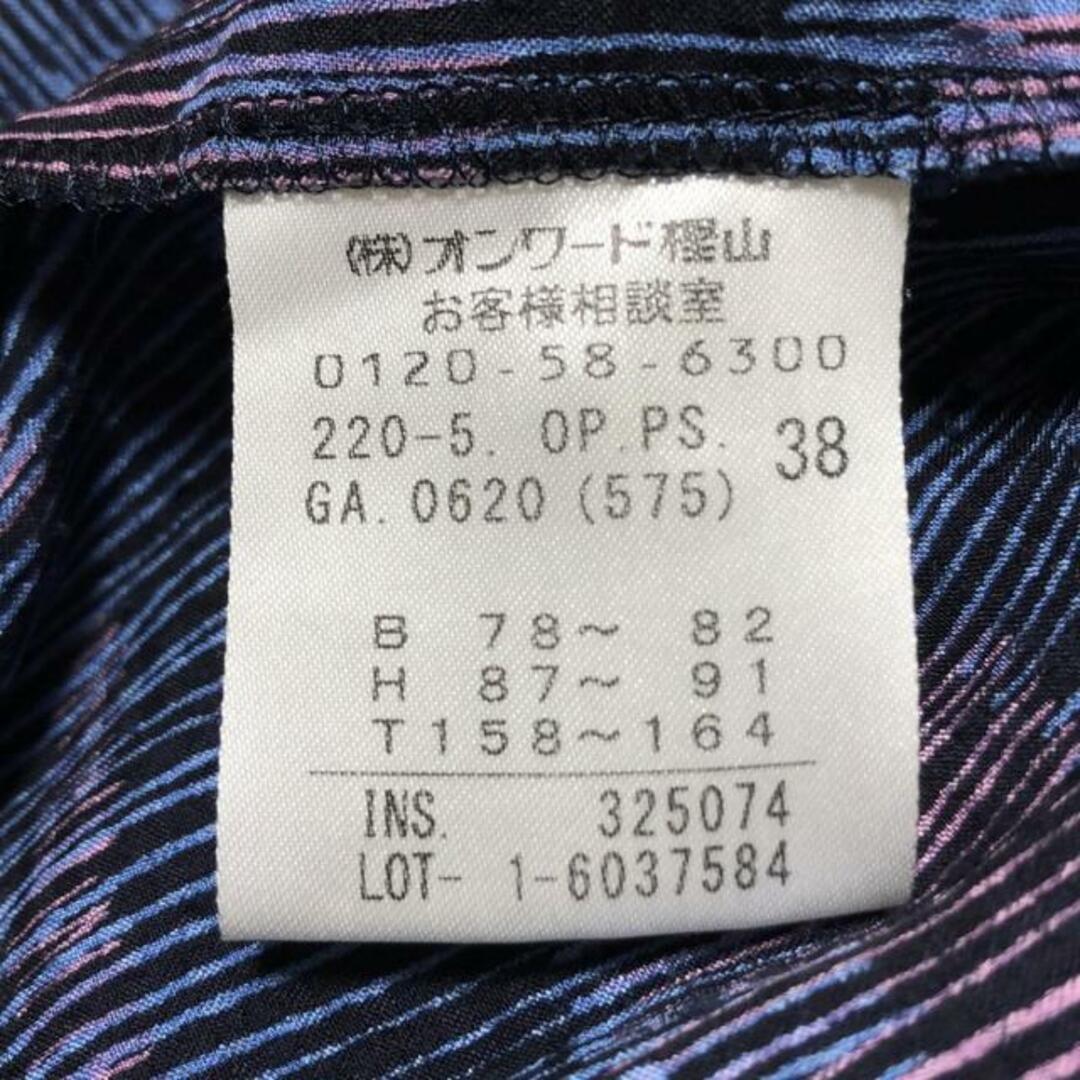 (株)オンワード樫山
お客様相談室
0120-58-6300
220-5. OP.PS. 38
GA.0620 (575)
B 78~ 82
H 87~ 91
T158~164
INS. 325074
LOT- 1-6037584